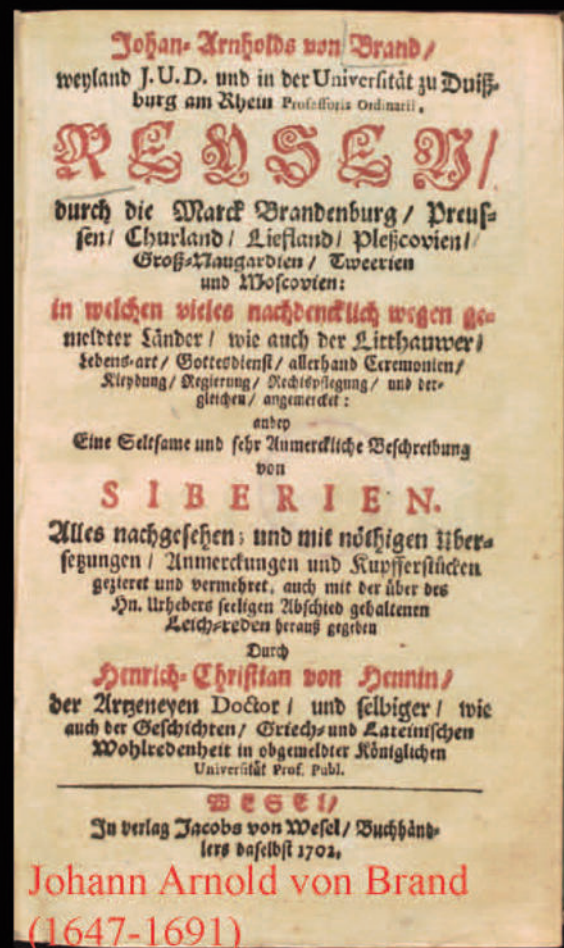 Johan-Arnholds von Brand/
weyland J.U.D. und in der Universität zu Duiß-
burg am Rhein Professoris Ordinarii.
REYSEN/
durch die Marck Brandenburg / Preus-
sen/ Churland/ Liefland/ Pleßcovien/
Groß-Naugardien / Tweerien
und Moscovien:
in welchen vieles nachdencklich wegen ge-
meldter Länder / wie auch der Litthauwer/
Lebens-art/ Gottesdienst/ allerhand Ceremonien/
Kleydung/ Regierung/ Rechtspflegung/ und der-
gleichen/ angemercket:
anbey
Eine Seltsame und sehr Anmerckliche Beschreibung
von
SIBERIEN.
Alles nachgesehen; und mit nöthigen über-
setzungen / Anmerckungen und Kupfferstücken
gezieret und vermehret, auch mit der über des
Hn. Urhebers seeligen Abschied gehaltenen
Leich-reden herauß gegeben
Durch
Henrich-Christian von Hennin/
der Artzeneyen Doctor / und selbiger / wie
auch der Geschichten/ Griech- und Lateinischen
Wohlredenheit in obgemeldter Königlichen
Universität Prof. Publ.
WESEL/
In verlag Jacobs von Wesel/ Buchhänd-
lers daselbst 1702.
Johann Arnold von Brand
(1647-1691)